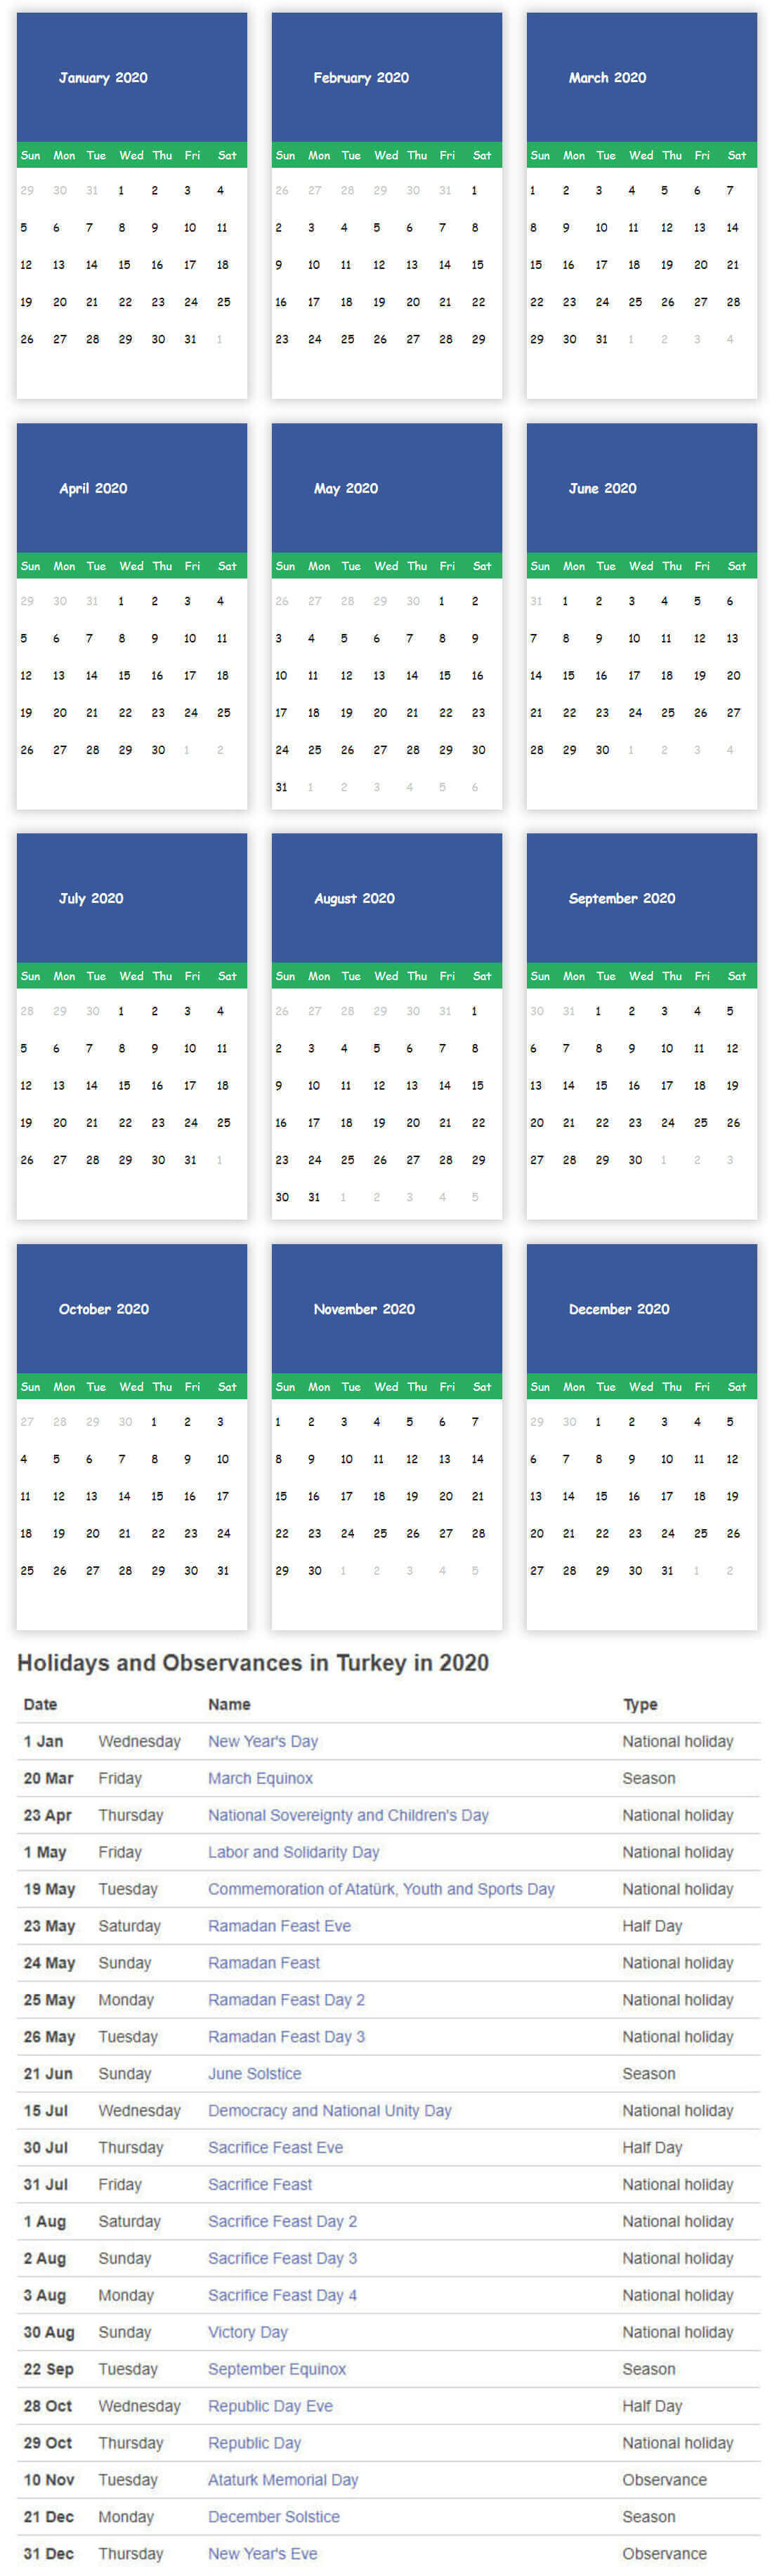 January 2020 February 2020 March 2020
Sun Mon Tue Wed Thu Fri Sat Sun Mon Tue Wed Thu Fri Sat Sun Mon Tue Wed Thu Fri Sat
29 30 31 1 2 3 4 26 27 28 29 30 31 1 1 2 3 4 5 6 7
5 6 7 8 9 10 11 2 3 4 5 6 7 8 8 9 10 11 12 13 14
12 13 14 15 16 17 18 9 10 11 12 13 14 15 15 16 17 18 19 20 21
19 20 21 22 23 24 25 16 17 18 19 20 21 22 22 23 24 25 26 27 28
26 27 28 29 30 31 1 23 24 25 26 27 28 29 29 30 31 1 2 3 4
April 2020 May 2020 June 2020
Sun Mon Tue Wed Thu Fri Sat Sun Mon Tue Wed Thu Fri Sat Sun Mon Tue Wed Thu Fri Sat
29 30 31 1 2 3 4 26 27 28 29 30 1 2 31 1 2 3 4 5 6
5 6 7 8 9 10 11 3 4 5 6 7 8 9 7 8 9 10 11 12 13
12 13 14 15 16 17 18 10 11 12 13 14 15 16 14 15 16 17 18 19 20
19 20 21 22 23 24 25 17 18 19 20 21 22 23 21 22 23 24 25 26 27
26 27 28 29 30 1 2 24 25 26 27 28 29 30 28 29 30 1 2 3 4
31 1 2 3 4 5 6
July 2020 August 2020 September 2020
Sun Mon Tue Wed Thu Fri Sat Sun Mon Tue Wed Thu Fri Sat Sun Mon Tue Wed Thu Fri Sat
28 29 30 1 2 3 4 26 27 28 29 30 31 1 30 31 1 2 3 4 5
5 6 7 8 9 10 11 2 3 4 5 6 7 8 6 7 8 9 10 11 12
12 13 14 15 16 17 18 9 10 11 12 13 14 15 13 14 15 16 17 18 19
19 20 21 22 23 24 25 16 17 18 19 20 21 22 20 21 22 23 24 25 26
26 27 28 29 30 31 1 23 24 25 26 27 28 29 27 28 29 30 1 2 3
30 31 1 2 3 4 5
October 2020 November 2020 December 2020
Sun Mon Tue Wed Thu Fri Sat Sun Mon Tue Wed Thu Fri Sat Sun Mon Tue Wed Thu Fri Sat
27 28 29 30 1 2 3 1 2 3 4 5 6 7 29 30 1 2 3 4 5
4 5 6 7 8 9 10 8 9 10 11 12 13 14 6 7 8 9 10 11 12
11 12 13 14 15 16 17 15 16 17 18 19 20 21 13 14 15 16 17 18 19
18 19 20 21 22 23 24 22 23 24 25 26 27 28 20 21 22 23 24 25 26
25 26 27 28 29 30 31 29 30 1 2 3 4 5 27 28 29 30 31 1 2
Holidays and Observances in Turkey in 2020
Date Name Type
1 Jan Wednesday New Year's Day National holiday
20 Mar Friday March Equinox Season
23 Apr Thursday National Sovereignty and Children's Day National holiday
1 May Friday Labor and Solidarity Day National holiday
19 May Tuesday Commemoration of Atatürk, Youth and Sports Day National holiday
23 May Saturday Ramadan Feast Eve Half Day
24 May Sunday Ramadan Feast National holiday
25 May Monday Ramadan Feast Day 2 National holiday
26 May Tuesday Ramadan Feast Day 3 National holiday
21 Jun Sunday June Solstice Season
15 Jul Wednesday Democracy and National Unity Day National holiday
30 Jul Thursday Sacrifice Feast Eve Half Day
31 Jul Friday Sacrifice Feast National holiday
1 Aug Saturday Sacrifice Feast Day 2 National holiday
2 Aug Sunday Sacrifice Feast Day 3 National holiday
3 Aug Monday Sacrifice Feast Day 4 National holiday
30 Aug Sunday Victory Day National holiday
22 Sep Tuesday September Equinox Season
28 Oct Wednesday Republic Day Eve Half Day
29 Oct Thursday Republic Day National holiday
10 Nov Tuesday Ataturk Memorial Day Observance
21 Dec Monday December Solstice Season
31 Dec Thursday New Year's Eve Observance